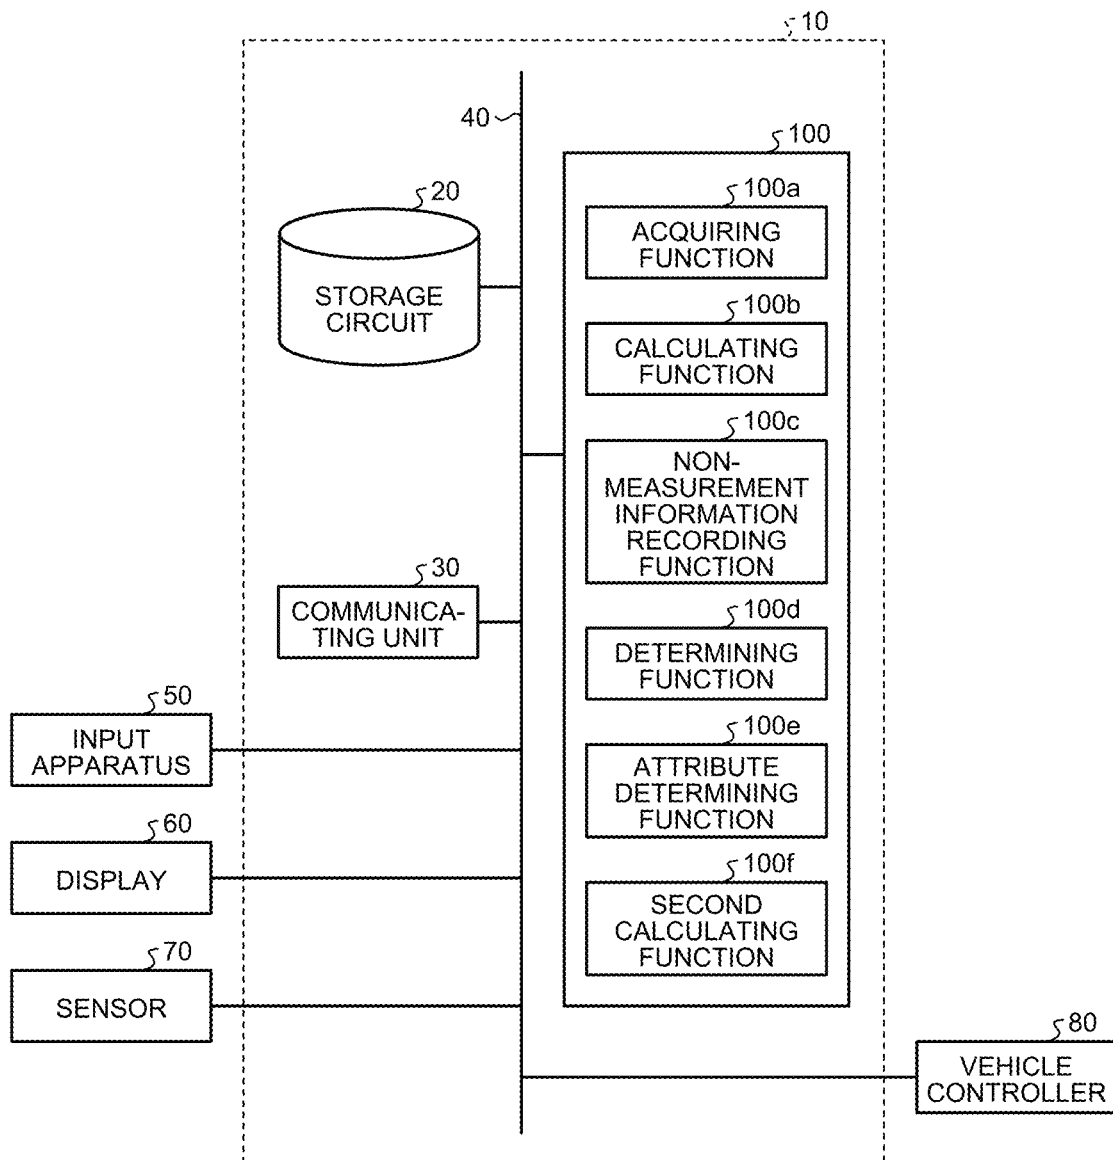 10
40
100
20
STORAGE
CIRCUIT
100a
ACQUIRING
FUNCTION
100b
CALCULATING
FUNCTION
100c
NON-
MEASUREMENT
INFORMATION
RECORDING
FUNCTION
30
COMMUNICA-
TING UNIT
100d
DETERMINING
FUNCTION
50
INPUT
APPARATUS
100e
ATTRIBUTE
DETERMINING
FUNCTION
60
DISPLAY
100f
SECOND
CALCULATING
FUNCTION
70
SENSOR
80
VEHICLE
CONTROLLER